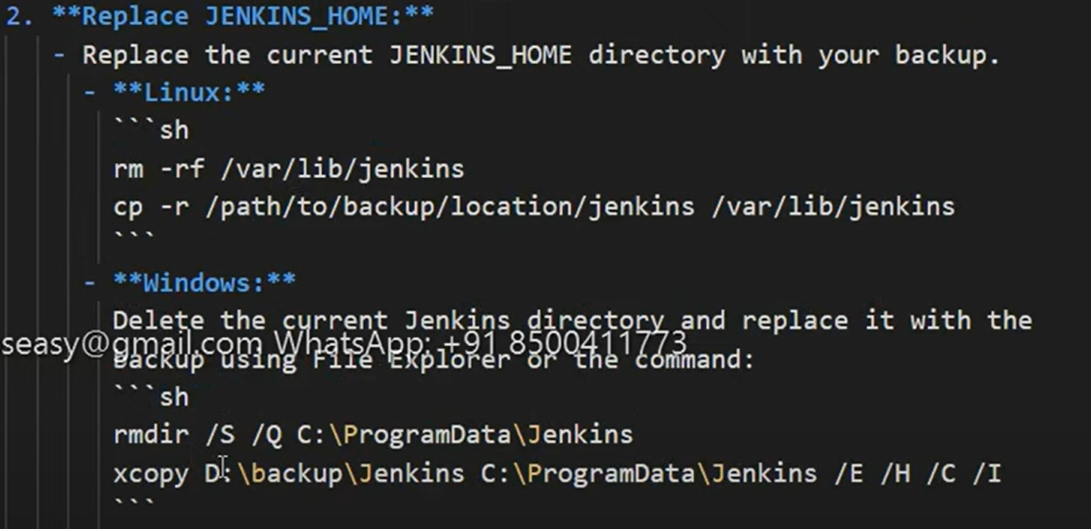 2. **Replace JENKINS_HOME:**
- Replace the current JENKINS_HOME directory with your backup.
- **Linux:**
```sh
rm -rf /var/lib/jenkins
cp -r /path/to/backup/location/jenkins /var/lib/jenkins
```
- **Windows:**
Delete the current Jenkins directory and replace it with the
seasy@gmail.com WhatsApp: +91 8500411773
backup using File Explorer or the command:
```sh
rmdir /S /Q C:\ProgramData\Jenkins
xcopy D:\backup\Jenkins C:\ProgramData\Jenkins /E /H /C /I
```